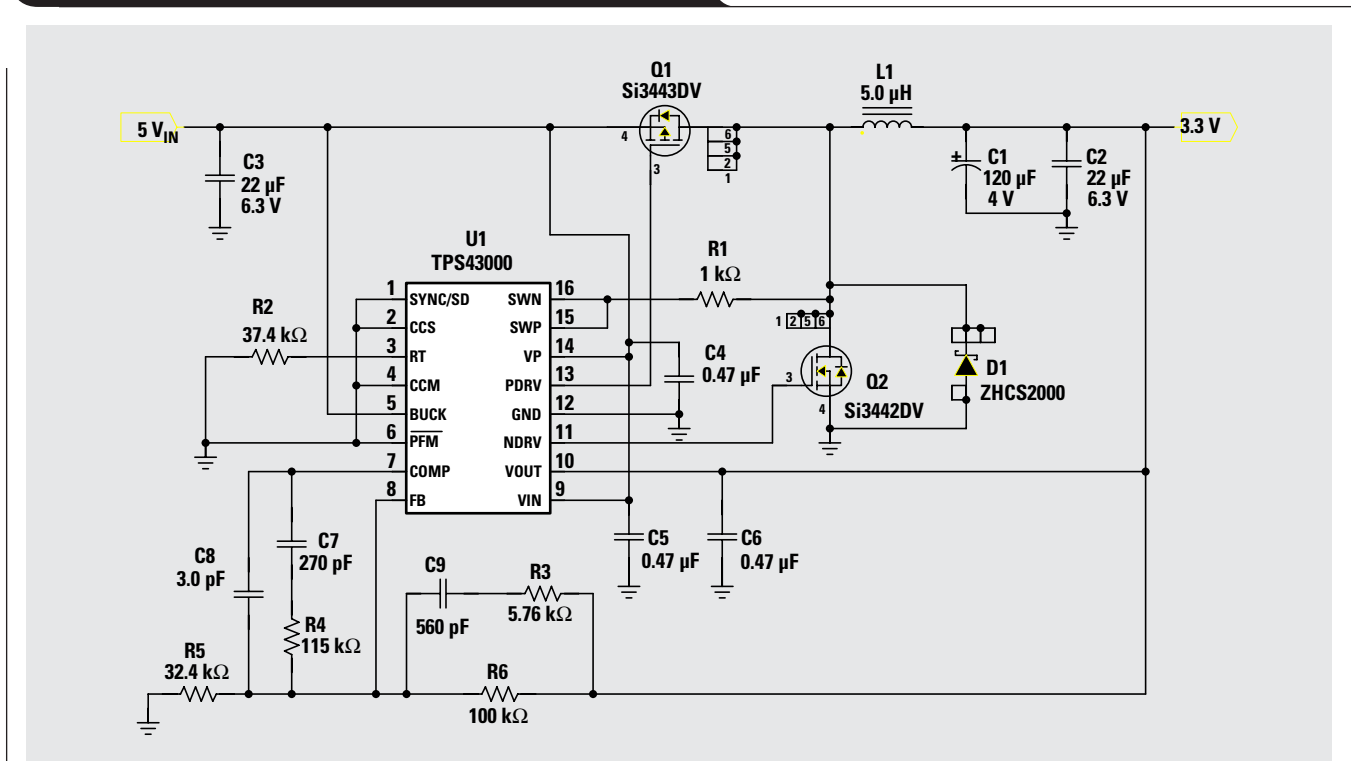 Q1
Si3443DV
L1
5.0 µH
5 VIN
4
6
5
2
1
3
3.3 V
C3
22 µF
6.3 V
C1
120 µF
4 V
+
C2
22 µF
6.3 V
U1
TPS43000
R1
1 kΩ
1 SYNC/SD
2 CCS
3 RT
4 CCM
5 BUCK
6 PFM
7 COMP
8 FB
SWN 16
SWP 15
VP 14
PDRV 13
GND 12
NDRV 11
VOUT 10
VIN 9
R2
37.4 kΩ
C4
0.47 µF
1 2 5 6
3
4
Q2
Si3442DV
D1
ZHCS2000
C5
0.47 µF
C6
0.47 µF
C8
3.0 pF
C7
270 pF
R4
115 kΩ
C9
560 pF
R3
5.76 kΩ
R5
32.4 kΩ
R6
100 kΩ